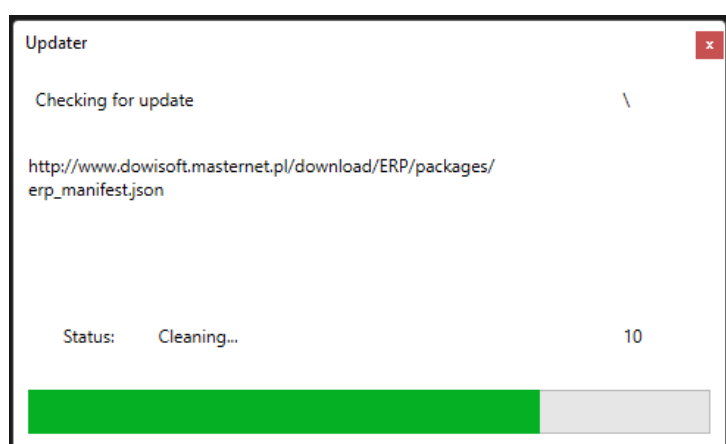 Updater
x
Checking for update \
http://www.dowisoft.masternet.pl/download/ERP/packages/
erp_manifest.json
Status: Cleaning... 10